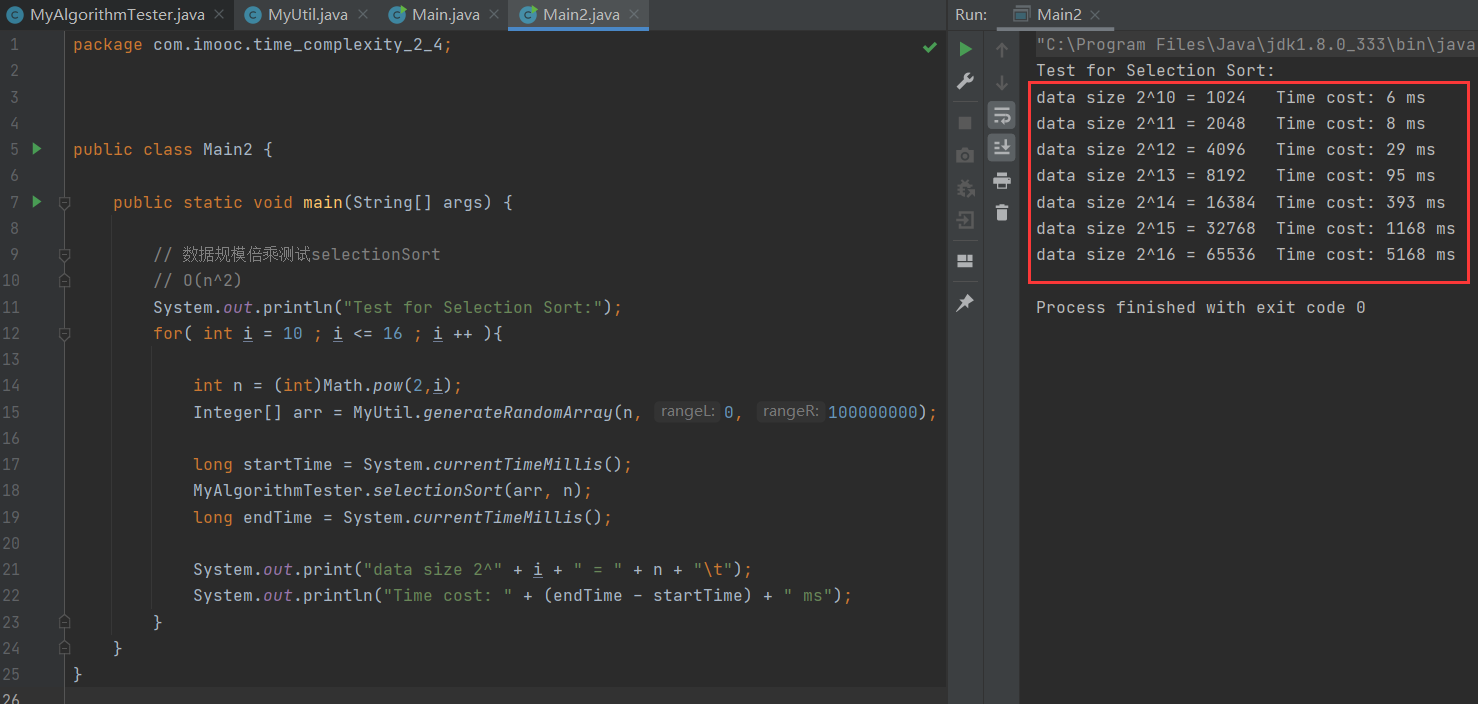 MyAlgorithmTester.java MyUtil.java Main.java Main2.java
1 package com.imooc.time_complexity_2_4;
2
3
4
5 public class Main2 {
6
7 public static void main(String[] args) {
8
9 // 数据规模倍乘测试selectionSort
10 // O(n^2)
11 System.out.println("Test for Selection Sort:");
12 for( int i = 10 ; i <= 16 ; i ++ ){
13
14 int n = (int)Math.pow(2,i);
15 Integer[] arr = MyUtil.generateRandomArray(n, rangeL: 0, rangeR: 100000000);
16
17 long startTime = System.currentTimeMillis();
18 MyAlgorithmTester.selectionSort(arr, n);
19 long endTime = System.currentTimeMillis();
20
21 System.out.print("data size 2^" + i + " = " + n + "\t");
22 System.out.println("Time cost: " + (endTime - startTime) + " ms");
23 }
24 }
25 }
26
Run: Main2
"C:\Program Files\Java\jdk1.8.0_333\bin\java
Test for Selection Sort:
data size 2^10 = 1024 Time cost: 6 ms
data size 2^11 = 2048 Time cost: 8 ms
data size 2^12 = 4096 Time cost: 29 ms
data size 2^13 = 8192 Time cost: 95 ms
data size 2^14 = 16384 Time cost: 393 ms
data size 2^15 = 32768 Time cost: 1168 ms
data size 2^16 = 65536 Time cost: 5168 ms
Process finished with exit code 0